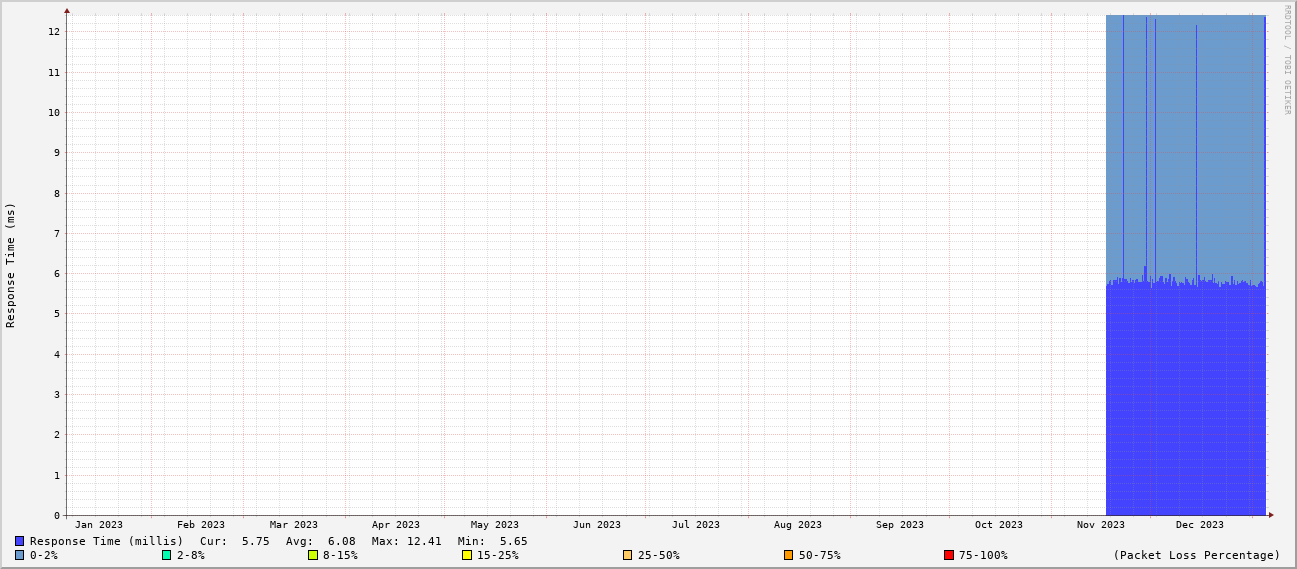 RRDTOOL / TOBI OETIKER
Response Time (ms)
12
11
10
9
8
7
6
5
4
3
2
1
0
Jan 2023 Feb 2023 Mar 2023 Apr 2023 May 2023 Jun 2023 Jul 2023 Aug 2023 Sep 2023 Oct 2023 Nov 2023 Dec 2023
Response Time (millis) Cur: 5.75 Avg: 6.08 Max: 12.41 Min: 5.65
0-2% 2-8% 8-15% 15-25% 25-50% 50-75% 75-100% (Packet Loss Percentage)